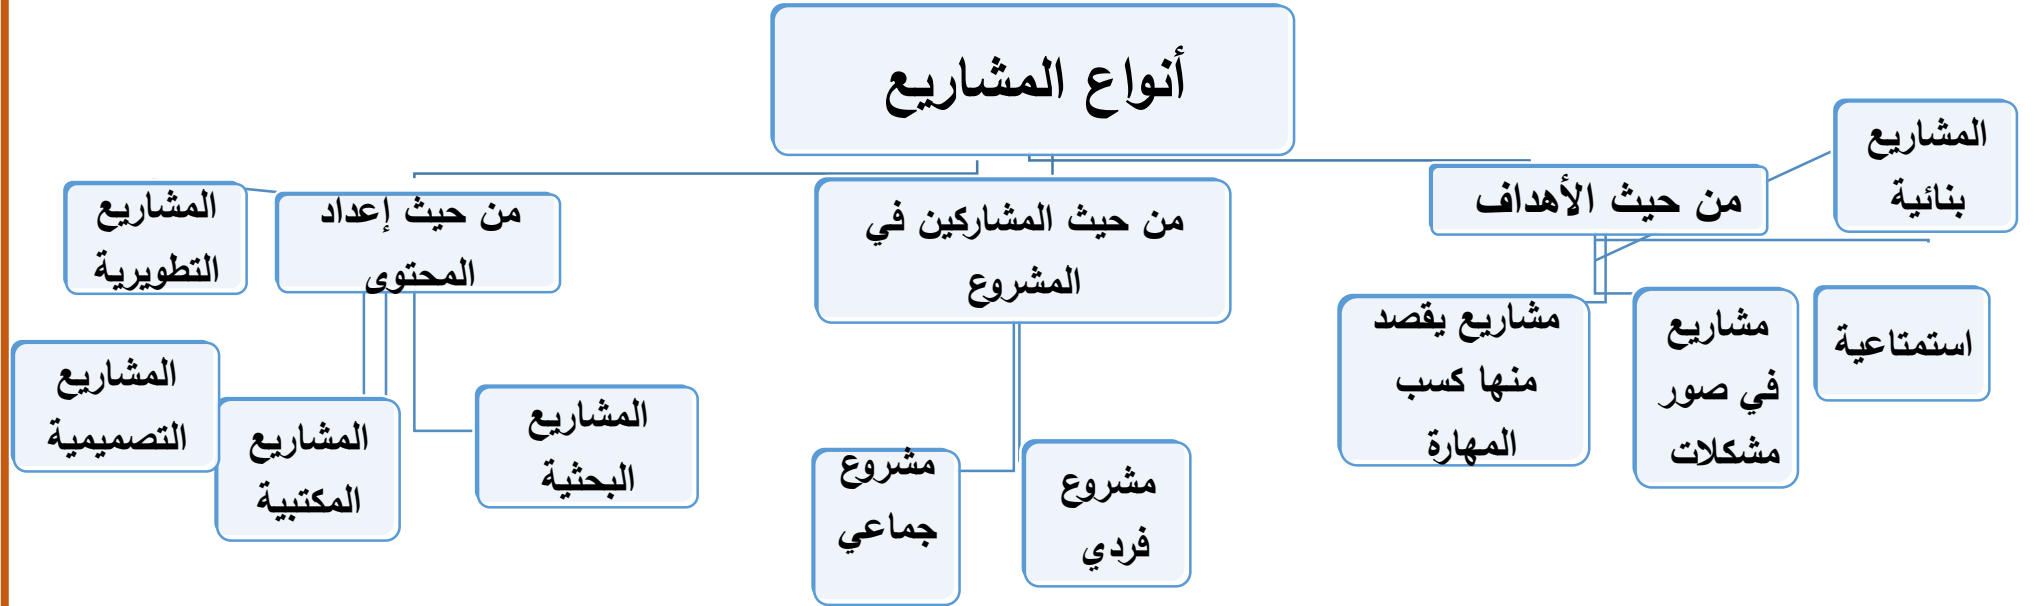 أنواع المشاريع
من حيث الأهداف
المشاريع
بنائية
استمتاعية
مشاريع
في صور
مشكلات
مشاريع يقصد
منها كسب
المهارة
من حيث المشاركين في
المشروع
مشروع
فردي
مشروع
جماعي
من حيث إعداد
المحتوى
المشاريع
البحثية
المشاريع
المكتبية
المشاريع
التصميمية
المشاريع
التطويرية